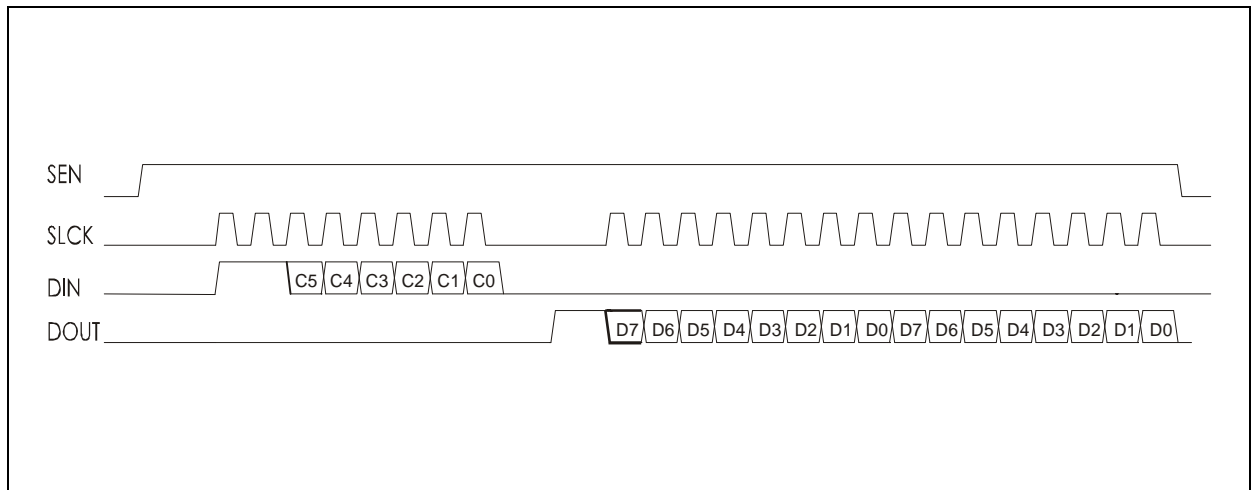 SEN
SLCK
DIN C5 C4 C3 C2 C1 C0
DOUT D7 D6 D5 D4 D3 D2 D1 D0 D7 D6 D5 D4 D3 D2 D1 D0